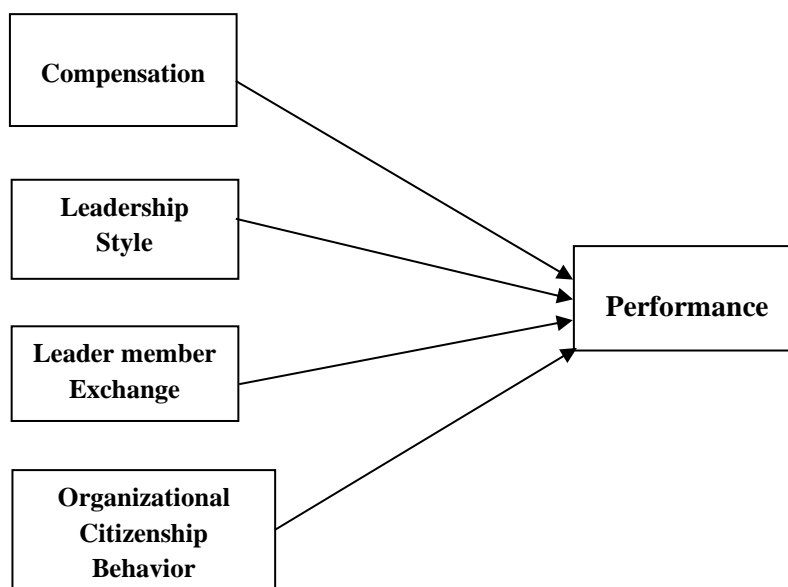 Compensation
Leadership
Style
Leader member
Exchange
Organizational
Citizenship
Behavior
Performance